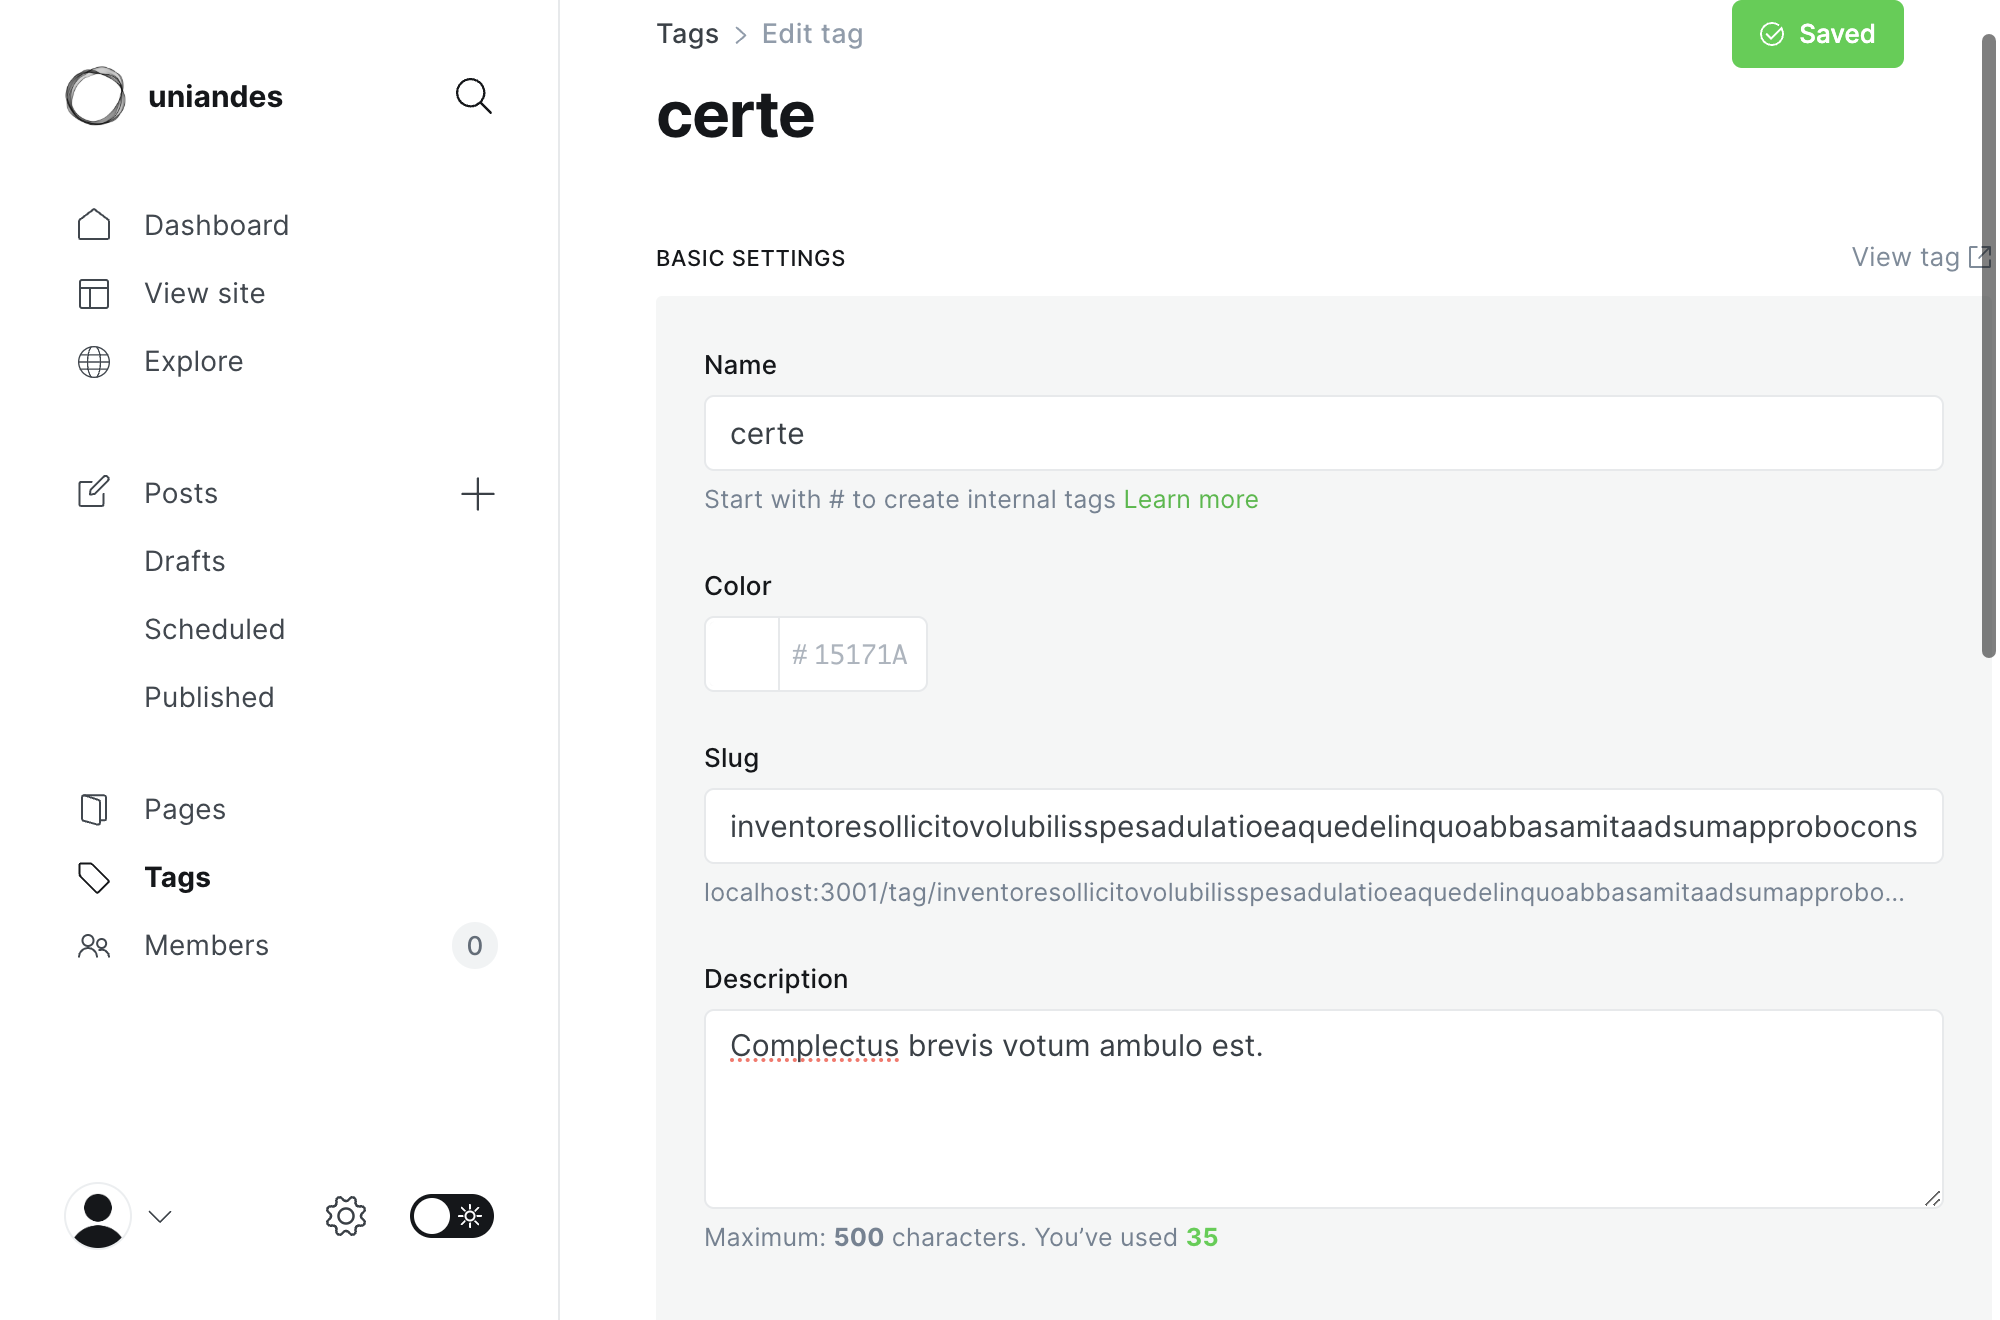 uniandes
Dashboard
View site
Explore
Posts
Drafts
Scheduled
Published
Pages
Tags
Members
0
Tags > Edit tag
Saved
certe
BASIC SETTINGS
View tag
Name
certe
Start with # to create internal tags Learn more
Color
# 15171A
Slug
inventoresollicitovolubilisspesadulatioeaquedelinquoabbasamitaadsumapprobocons
localhost:3001/tag/inventoresollicitovolubilisspesadulatioeaquedelinquoabbasamitaadsumapprobo...
Description
Complectus brevis votum ambulo est.
Maximum: 500 characters. You’ve used 35